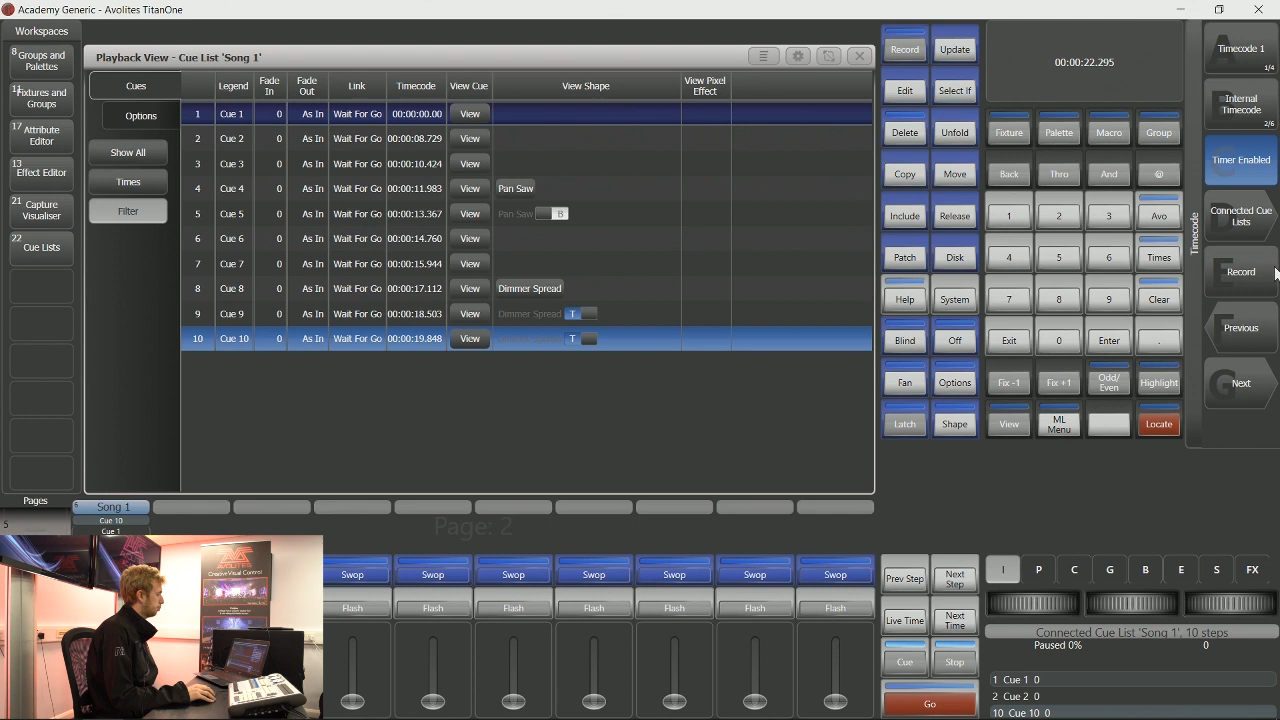 Academy Generic - Avolites TitanOne
Workspaces
8 Groups and Palettes
Fixtures and Groups
17 Attribute Editor
13 Effect Editor
21 Capture Visualiser
22 Cue Lists
Pages
5
Playback View - Cue List 'Song 1'
Cues
Options
Show All
Times
Filter
Legend Fade In Fade Out Link Timecode View Cue View Shape View Pixel Effect
1 Cue 1 0 As In Wait For Go 00:00:00.00 View
2 Cue 2 0 As In Wait For Go 00:00:08.729 View
3 Cue 3 0 As In Wait For Go 00:00:10.424 View
4 Cue 4 0 As In Wait For Go 00:00:11.983 View Pan Saw
5 Cue 5 0 As In Wait For Go 00:00:13.367 View Pan Saw B
6 Cue 6 0 As In Wait For Go 00:00:14.760 View
7 Cue 7 0 As In Wait For Go 00:00:15.944 View
8 Cue 8 0 As In Wait For Go 00:00:17.112 View Dimmer Spread
9 Cue 9 0 As In Wait For Go 00:00:18.503 View Dimmer Spread T
10 Cue 10 0 As In Wait For Go 00:00:19.848 View T
6 Song 1
Cue 10
Cue 1
Page: 2
Swop Swop Swop Swop Swop Swop Swop
Flash Flash Flash Flash Flash Flash Flash
AVOLITES
Creative Visual Control
Record Update
Edit Select If
Delete Unfold
Copy Move
Include Release
Patch Disk
Help System
Blind Off
Fan Options
Latch Shape
00:00:22.295
Fixture Palette Macro Group
Back Thro And @
1 2 3 Avo
4 5 6 Times
7 8 9 Clear
Exit 0 Enter .
Fix -1 Fix +1 Odd/Even Highlight
View ML Menu Locate
Timecode
A Timecode 1 1/4
B Internal Timecode 2/6
C Timer Enabled
D Connected Cue Lists
E Record
F Previous
G Next
Prev Step Next Step
Live Time Next Time
Cue Stop
Go
I P C G B E S FX
Connected Cue List 'Song 1', 10 steps
Paused 0% 0
1 Cue 1 0
2 Cue 2 0
10 Cue 10 0